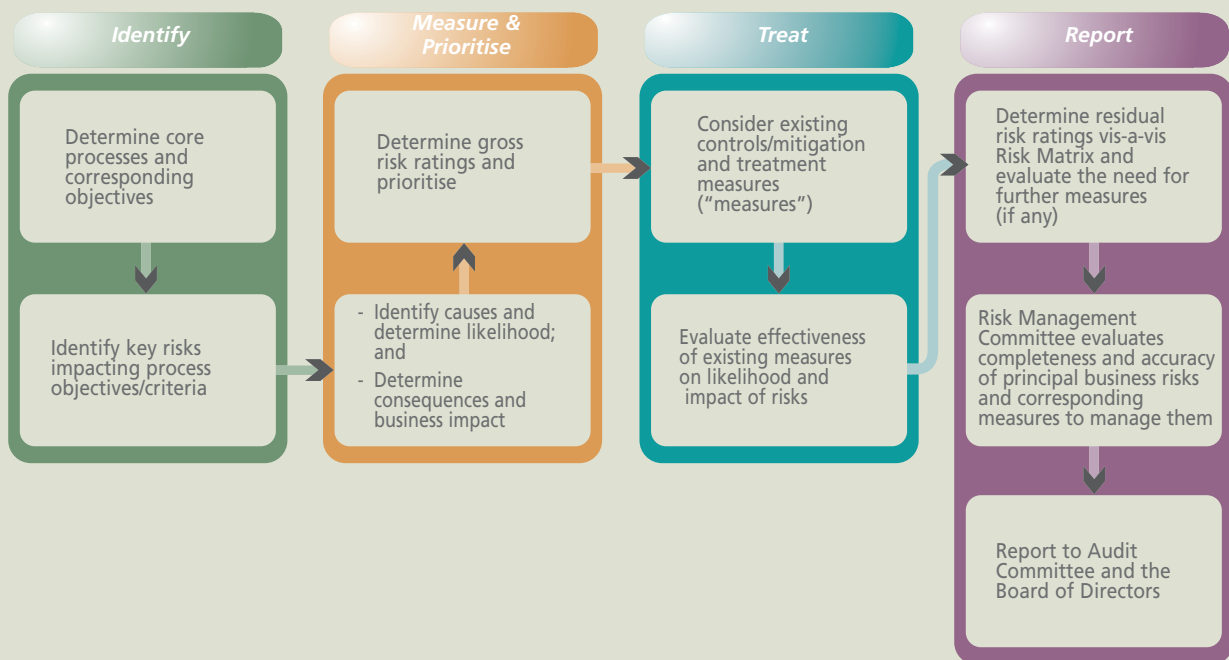 Identify
Determine core
processes and
corresponding
objectives
Identify key risks
impacting process
objectives/criteria
Measure &
Prioritise
Determine gross
risk ratings and
prioritise
- Identify causes and
determine likelihood;
and
- Determine
consequences and
business impact
Treat
Consider existing
controls/mitigation
and treatment
measures
(“measures”)
Evaluate effectiveness
of existing measures
on likelihood and
impact of risks
Report
Determine residual
risk ratings vis-a-vis
Risk Matrix and
evaluate the need for
further measures
(if any)
Risk Management
Committee evaluates
completeness and accuracy
of principal business risks
and corresponding
measures to manage them
Report to Audit
Committee and the
Board of Directors